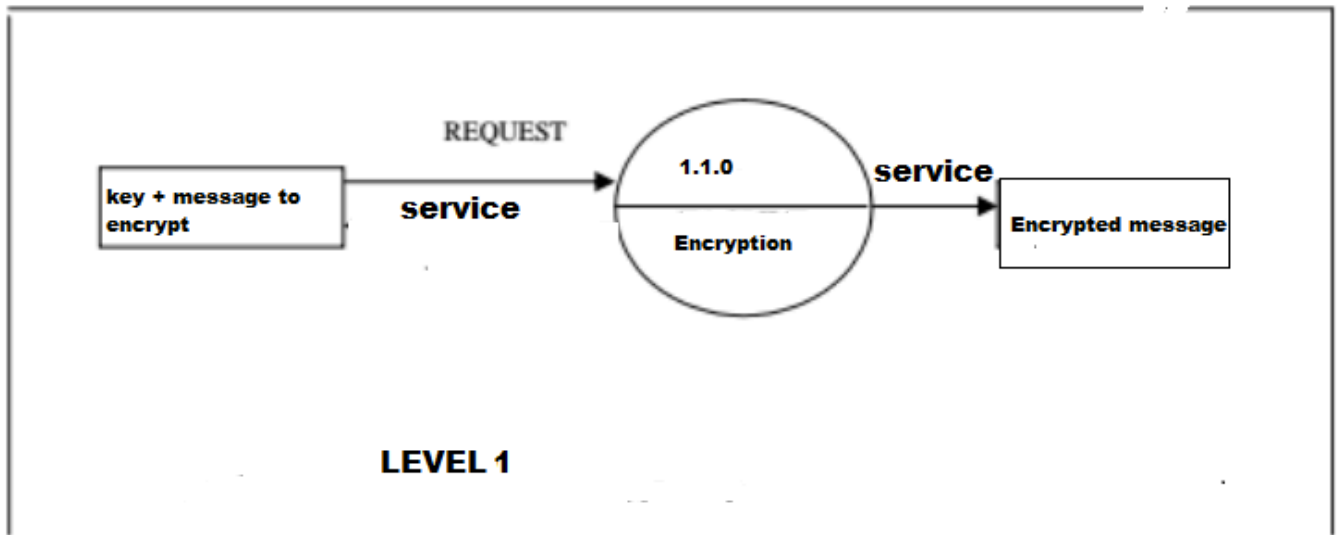 REQUEST
key + message to
encrypt
service
1.1.0
Encryption
service
Encrypted message
LEVEL 1